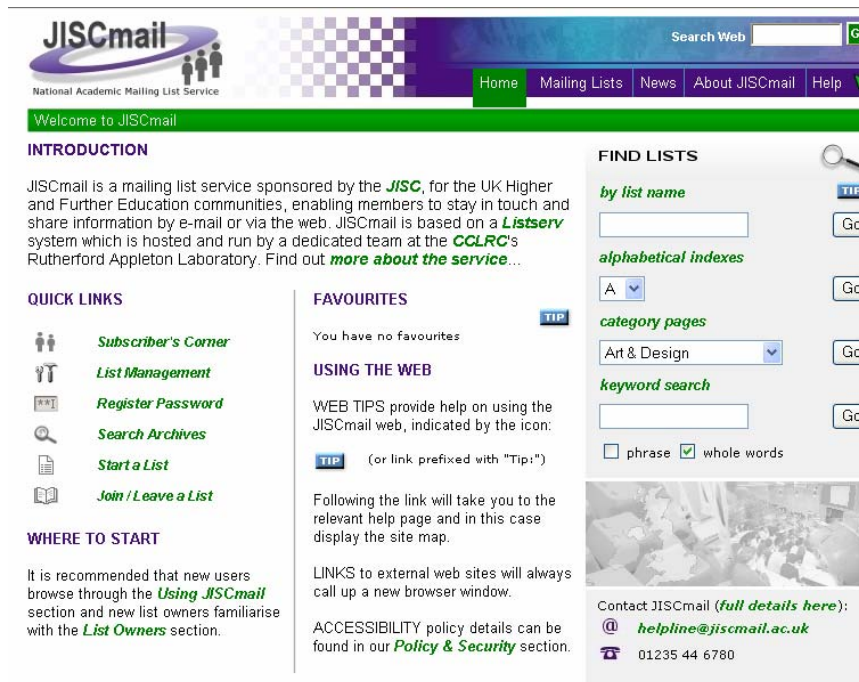 JISCmail
National Academic Mailing List Service
Search Web
Home Mailing Lists News About JISCmail Help
Welcome to JISCmail
INTRODUCTION
JISCmail is a mailing list service sponsored by the JISC, for the UK Higher
and Further Education communities, enabling members to stay in touch and
share information by e-mail or via the web. JISCmail is based on a Listserv
system which is hosted and run by a dedicated team at the CCLRC's
Rutherford Appleton Laboratory. Find out more about the service...
QUICK LINKS
Subscriber's Corner
List Management
Register Password
Search Archives
Start a List
Join / Leave a List
WHERE TO START
It is recommended that new users
browse through the Using JISCmail
section and new list owners familiarise
with the List Owners section.
FAVOURITES
TIP
You have no favourites
USING THE WEB
WEB TIPS provide help on using the
JISCmail web, indicated by the icon:
TIP (or link prefixed with "Tip:")
Following the link will take you to the
relevant help page and in this case
display the site map.
LINKS to external web sites will always
call up a new browser window.
ACCESSIBILITY policy details can be
found in our Policy & Security section.
FIND LISTS
by list name TIP
Go
alphabetical indexes
A Go
category pages
Art & Design Go
keyword search
Go
phrase whole words
Contact JISCmail (full details here):
@ helpline@jiscmail.ac.uk
01235 44 6780